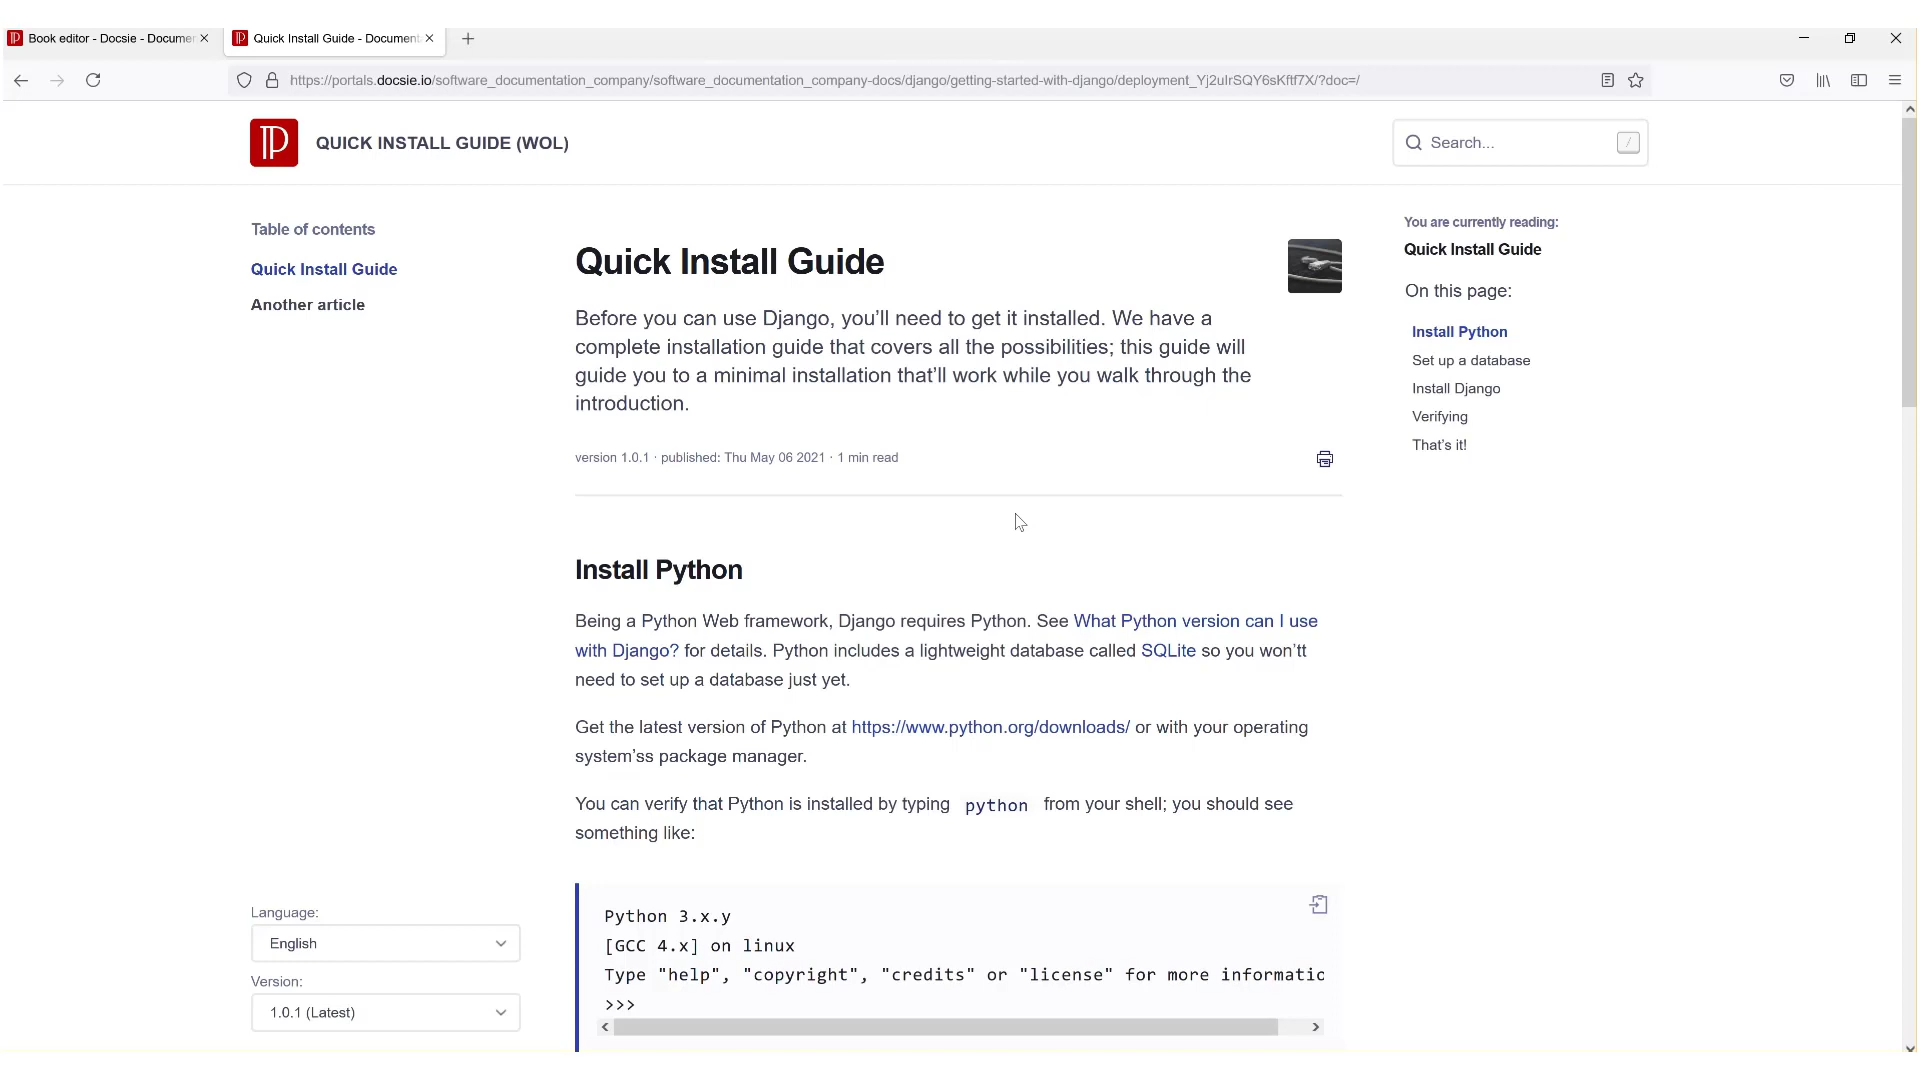 Book editor - Docsie - Documen
Quick Install Guide - Document
https://portals.docsie.io/software_documentation_company/software_documentation_company-docs/django/getting-started-with-django/deployment_Yj2uIrSQY6sKftf7X/?doc=/
QUICK INSTALL GUIDE (WOL)
Search...
/
Table of contents
Quick Install Guide
Another article
Quick Install Guide
Before you can use Django, you’ll need to get it installed. We have a
complete installation guide that covers all the possibilities; this guide will
guide you to a minimal installation that’ll work while you walk through the
introduction.
version 1.0.1 · published: Thu May 06 2021 · 1 min read
You are currently reading:
Quick Install Guide
On this page:
Install Python
Set up a database
Install Django
Verifying
That’s it!
Install Python
Being a Python Web framework, Django requires Python. See What Python version can I use
with Django? for details. Python includes a lightweight database called SQLite so you won’tt
need to set up a database just yet.
Get the latest version of Python at https://www.python.org/downloads/ or with your operating
system’ss package manager.
You can verify that Python is installed by typing python from your shell; you should see
something like:
Python 3.x.y
[GCC 4.x] on linux
Type "help", "copyright", "credits" or "license" for more informatio
>>>
Language:
English
Version:
1.0.1 (Latest)